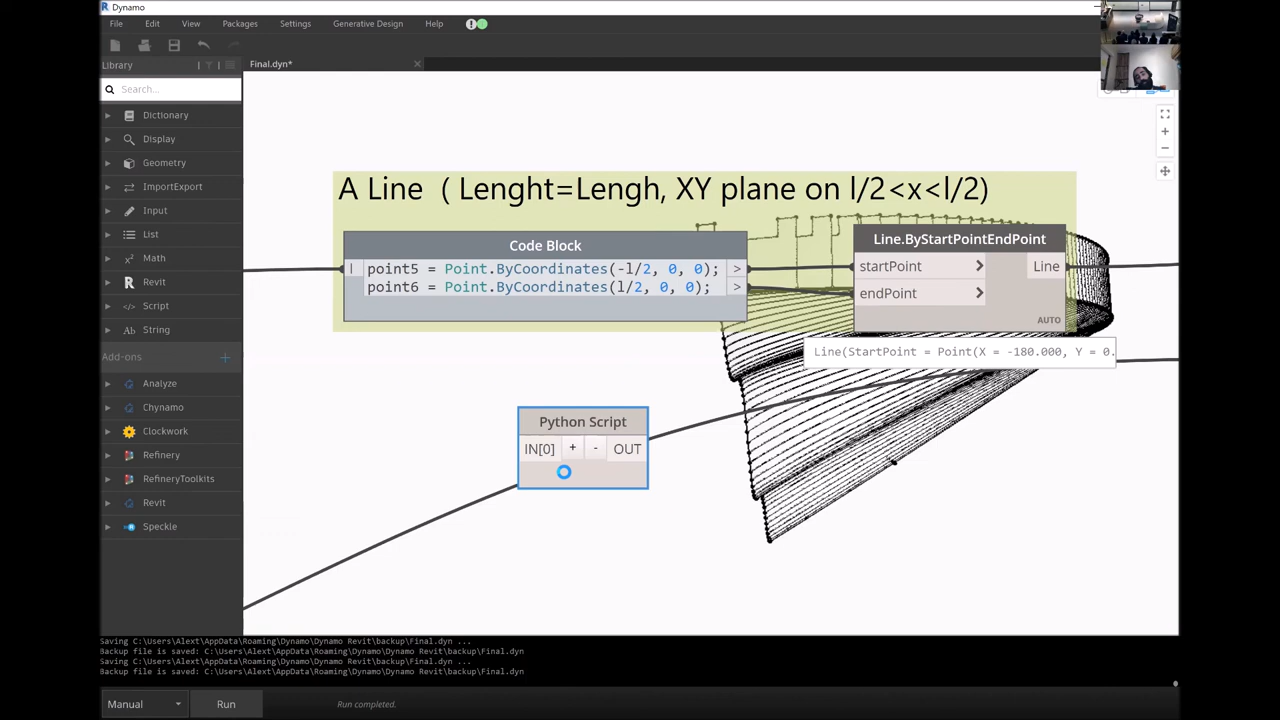 Dynamo
File Edit View Packages Settings Generative Design Help
Library
Final.dyn*
Search...
Dictionary
Display
Geometry
ImportExport
Input
List
Math
Revit
Script
String
Add-ons
Analyze
Chynamo
Clockwork
Refinery
RefineryToolkits
Revit
Speckle
A Line ( Lenght=Lengh, XY plane on l/2<x<l/2)
Code Block
l
point5 = Point.ByCoordinates(-l/2, 0, 0); >
point6 = Point.ByCoordinates(l/2, 0, 0); >
Line.ByStartPointEndPoint
startPoint > Line
endPoint >
AUTO
Line(StartPoint = Point(X = -180.000, Y = 0.
Python Script
IN[0] + - OUT
Saving C:\Users\Alext\AppData\Roaming\Dynamo\Dynamo Revit\backup\Final.dyn ...
Backup file is saved: C:\Users\Alext\AppData\Roaming\Dynamo\Dynamo Revit\backup\Final.dyn
Saving C:\Users\Alext\AppData\Roaming\Dynamo\Dynamo Revit\backup\Final.dyn ...
Backup file is saved: C:\Users\Alext\AppData\Roaming\Dynamo\Dynamo Revit\backup\Final.dyn
Manual Run Run completed.